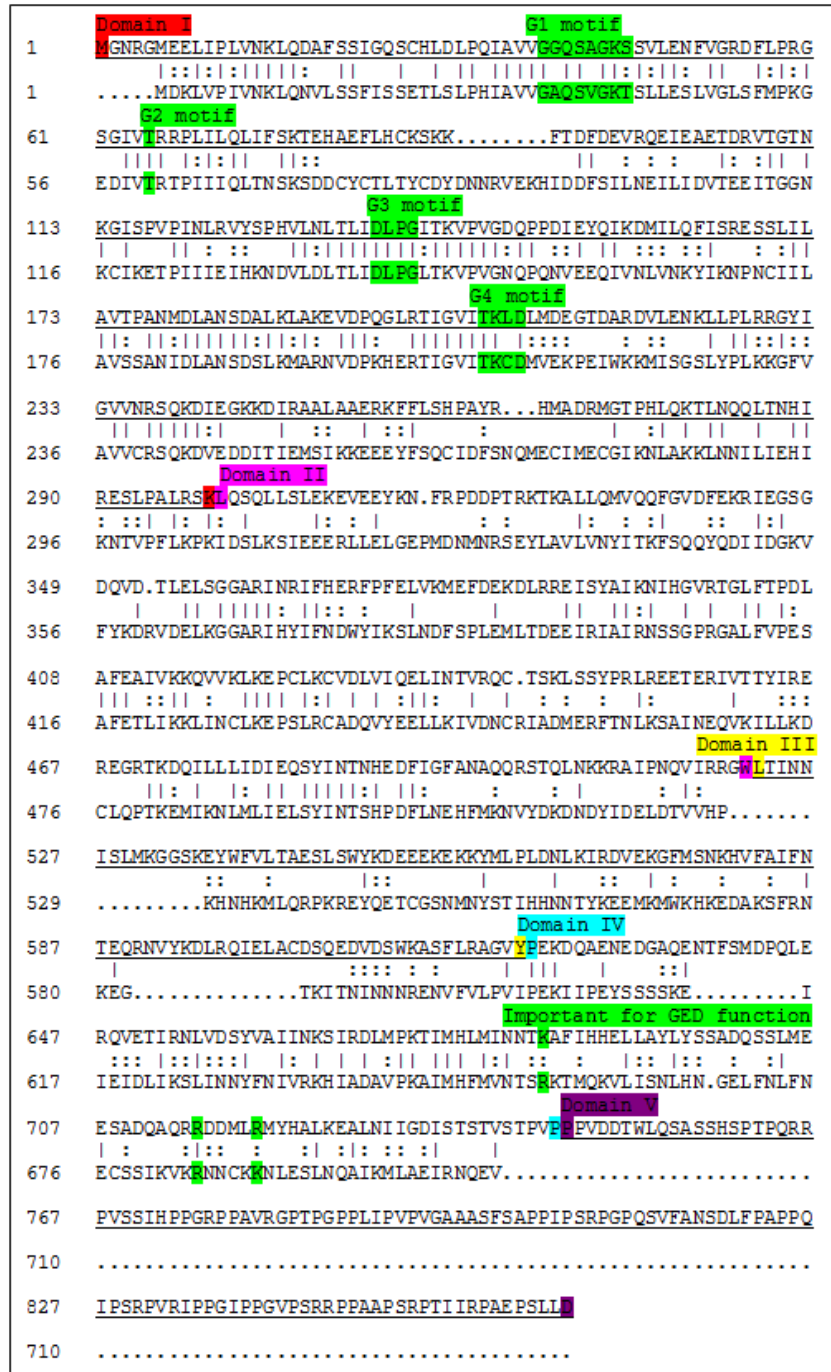 Domain I G1 motif
1 MGNRGMEELIPLVNKLQDAFSSIGQSCHLDLPQIAVVGGQSAGKSSVLENFVGRDFLPRG
1 .....MDKLVPIVNKLQNVLSSFISSETLSLPHIAVVGAQSVGKTSLLESLVGLSFMPKG
G2 motif
61 SGIVTRRPLILQLIFSKTEHAEFLHCKSKK........FTDFDEVRQEIEAETDRVTGTN
56 EDIVTRTPIIIQLTNSKSDDCYCTLTYCDYDNNRVEKHIDDFSILNEILIDVTEEITGGN
G3 motif
113 KGISPVPINLRVYSPHVLNLTLIDLPGITKVPVGDQPPDIEYQIKDMILQFISRESSLIL
116 KCIKETPIIIEIHKNDVLDLTLIDLPGLTKVPVGNQPQNVEEQIVNLVNKYIKNPNCIIL
G4 motif
173 AVTPANMDLANSDALKLAKEVDPQGLRTIGVITKLDLMDEGTDARDVLENKLLPLRRGYI
176 AVSSANIDLANSDSLKMARNVDPKHERTIGVITKCDMVEKPEIWKKMISGSLYPLKKGFV
233 GVVNRSQKDIEGKKDIRAALAAERKFFLSHPAYR...HMADRMGTPHLQKTLNQQLTNHI
236 AVVCRSQKDVEDDITIEMSIKKEEEYFSQCIDFSNQMECIMECGIKNLAKKLNNILIEHI
Domain II
290 RESLPALRSKLQSQLLSLEKEVEEYKN.FRPDDPTRKTKALLQMVQQFGVDFEKRIEGSG
296 KNTVPFLKPKIDSLKSIEEERLLELGEPMDNMNRSEYLAVLVNYITKFSQQYQDIIDGKV
349 DQVD.TLELSGGARINRIFHERFPFELVKMEFDEKDLRREISYAIKNIHGVRTGLFTPDL
356 FYKDRVDELKGGARIHYIFNDWYIKSLNDFSPLEMLTDEEIRIAIRNSSGPRGALFVPES
408 AFEAIVKKQVVKLKEPCLKCVDLVIQELINTVRQC.TSKLSSYPRLREETERIVTTYIRE
416 AFETLIKKLINCLKEPSLRCADQVYEELLKIVDNCRIADMERFTNLKSAINEQVKILLKD
Domain III
467 REGRTKDQILLLIDIEQSYINTNHEDFIGFANAQQRSTQLNKKRAIPNQVIRRGWLTINN
476 CLQPTKEMIKNLMLIELSYINTSHPDFLNEHFMKNVYDKDNDYIDELDTVVHP.......
527 ISLMKGGSKEYWFVLTAESLSWYKDEEEKEKKYMLPLDNLKIRDVEKGFMSNKHVFAIFN
529 .........KHNHKMLQRPKREYQETCGSNMNYSTIHHNNTYKEEMKMWKHKEDAKSFRN
Domain IV
587 TEQRNVYKDLRQIELACDSQEDVDSWKASFLRAGVYPEKDQAENEDGAQENTFSMDPQLE
580 KEG...............TKITNINNNRENVFVLPVIPEKIIPEYSSSSKE.........I
Important for GED function
647 RQVETIRNLVDSYVAIINKSIRDLMPKTIMHLMINNTKAFIHHELLAYLYSSADQSSLME
617 IEIDLIKSLINNYFNIVRKHIADAVPKAIMHFMVNTSRKTMQKVLISNLHN.GELFNLFN
Domain V
707 ESADQAQRRDDMLRMYHALKEALNIIGDISTSTVSTPVPPPVDDTWLQSASSHSPTPQRR
676 ECSSIKVKRNNCKKNLESLNQAIKMLAEIRNQEV..........................
767 PVSSIHPPGRPPAVRGPTPGPPLIPVPVGAAASFSAPPIPSRPGPQSVFANSDLFPAPPQ
710 ............................................................
827 IPSRPVRIPPGIPPGVPSRRPPAAPSRPTIIRPAEPSLLD
710 ........................................